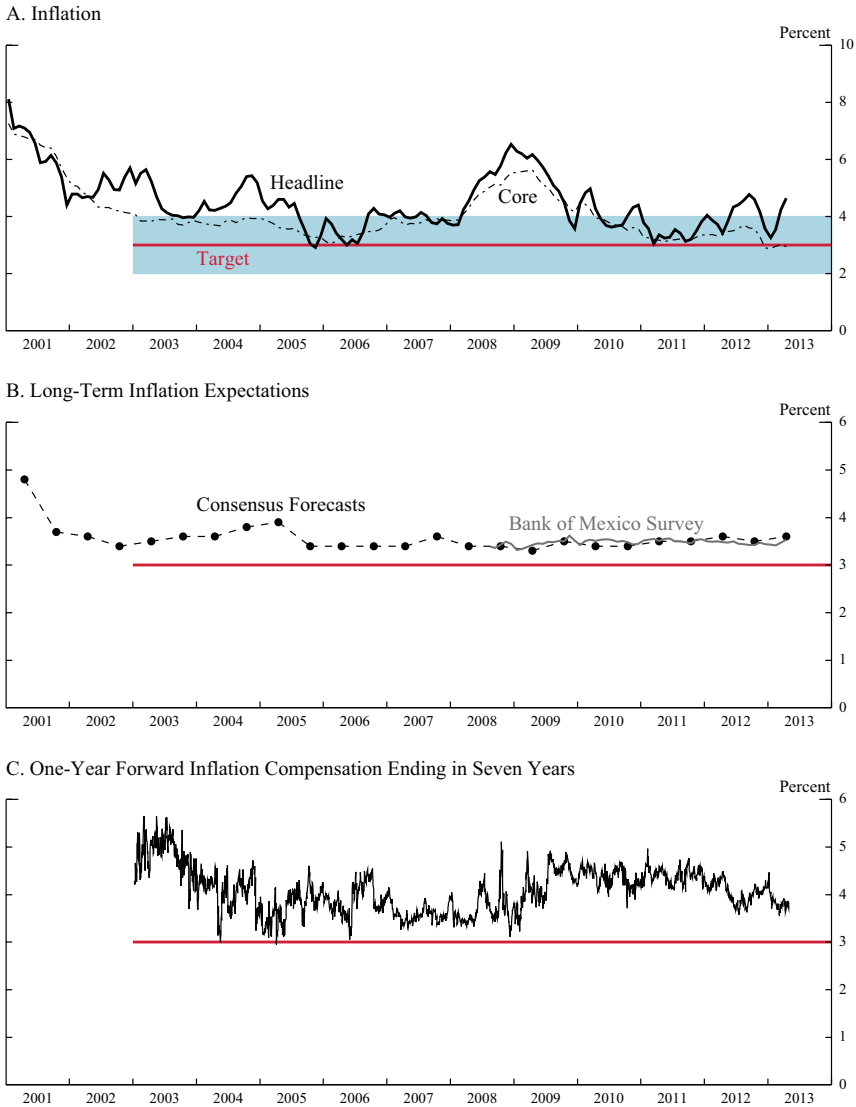 A. Inflation
Percent
10
8
Headline
6
Core
4
Target
2
0
2001 2002 2003 2004 2005 2006 2007 2008 2009 2010 2011 2012 2013
B. Long-Term Inflation Expectations
Percent
6
5
Consensus Forecasts
Bank of Mexico Survey
4
3
2
1
0
2001 2002 2003 2004 2005 2006 2007 2008 2009 2010 2011 2012 2013
C. One-Year Forward Inflation Compensation Ending in Seven Years
Percent
6
5
4
3
2
1
0
2001 2002 2003 2004 2005 2006 2007 2008 2009 2010 2011 2012 2013